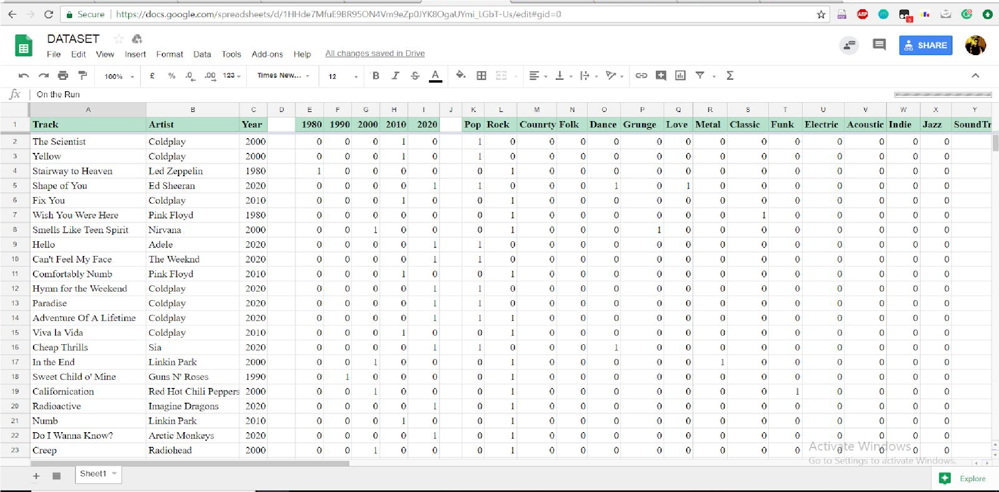 Secure | https://docs.google.com/spreadsheets/d/1HHde7MfuE9BR95ON4Vm9eZp0JYK8OgaUYmi_LGbT-Us/edit#gid=0
DATASET
File Edit View Insert Format Data Tools Add-ons Help All changes saved in Drive
SHARE
100% £ % .0 .00 123 Times New... 12 B I S A Σ
fx On the Run
A B C D E F G H I J K L M N O P Q R S T U V W X Y
1 Track Artist Year 1980 1990 2000 2010 2020 Pop Rock Counrty Folk Dance Grunge Love Metal Classic Funk Electric Acoustic Indie Jazz SoundTr
2 The Scientist Coldplay 2000 0 0 0 1 0 1 0 0 0 0 0 0 0 0 0 0 0 0 0
3 Yellow Coldplay 2000 0 0 0 1 0 1 0 0 0 0 0 0 0 0 0 0 0 0 0
4 Stairway to Heaven Led Zeppelin 1980 1 0 0 0 0 0 1 0 0 0 0 0 0 0 0 0 0 0 0
5 Shape of You Ed Sheeran 2020 0 0 0 0 1 1 0 0 0 1 0 1 0 0 0 0 0 0 0
6 Fix You Coldplay 2010 0 0 0 1 0 0 1 0 0 0 0 0 0 0 0 0 0 0 0
7 Wish You Were Here Pink Floyd 1980 0 0 0 0 0 0 1 0 0 0 0 0 0 1 0 0 0 0 0
8 Smells Like Teen Spirit Nirvana 2000 0 0 1 0 0 0 1 0 0 0 1 0 0 0 0 0 0 0 0
9 Hello Adele 2020 0 0 0 0 1 1 0 0 0 0 0 0 0 0 0 0 0 0 0
10 Can't Feel My Face The Weeknd 2020 0 0 0 0 1 1 0 0 0 0 0 0 0 0 0 0 0 0 0
11 Comfortably Numb Pink Floyd 2010 0 0 0 1 0 0 1 0 0 0 0 0 0 0 0 0 0 0 0
12 Hymn for the Weekend Coldplay 2020 0 0 0 0 1 1 0 0 0 0 0 0 0 0 0 0 0 0 0
13 Paradise Coldplay 2020 0 0 0 0 1 1 0 0 0 0 0 0 0 0 0 0 0 0 0
14 Adventure Of A Lifetime Coldplay 2020 0 0 0 0 1 1 1 0 0 0 0 0 0 0 0 0 0 0 0
15 Viva la Vida Coldplay 2010 0 0 0 1 0 0 1 0 0 0 0 0 0 0 0 0 0 0 0
16 Cheap Thrills Sia 2020 0 0 0 0 1 1 0 0 0 1 0 0 0 0 0 0 0 0 0
17 In the End Linkin Park 2000 0 0 1 0 0 0 1 0 0 0 0 0 1 0 0 0 0 0 0
18 Sweet Child o' Mine Guns N' Roses 1990 0 1 0 0 0 0 1 0 0 0 0 0 0 0 0 0 0 0 0
19 Californication Red Hot Chili Peppers 2000 0 0 1 0 0 0 1 0 0 0 0 0 0 0 1 0 0 0 0
20 Radioactive Imagine Dragons 2020 0 0 0 0 1 0 1 0 0 0 0 0 0 0 0 0 0 0 0
21 Numb Linkin Park 2010 0 0 0 1 0 0 1 0 0 0 0 0 0 0 0 0 0 0 0
22 Do I Wanna Know? Arctic Monkeys 2020 0 0 0 0 1 0 1 0 0 0 0 0 0 0 0 0 0 0 0
23 Creep Radiohead 2000 0 0 1 0 0 0 1 0 0 0 0 0 0 0 0 0 0 0 0
Activate Windows
Go to Settings to activate Windows.
Sheet1
Explore